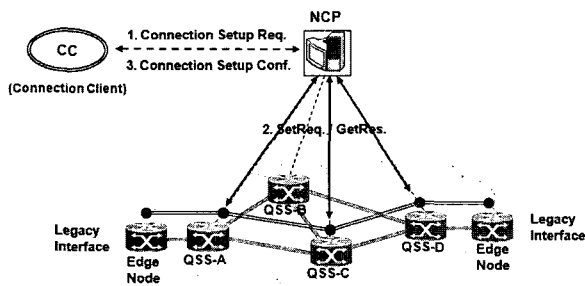 NCP
1. Connection Setup Req.
CC
3. Connection Setup Conf.
(Connection Client)
2. SetReq. / GetRes.
QSS-B
Legacy
Interface
Edge
Node
QSS-A
QSS-C
QSS-D
Edge
Node
Legacy
Interface